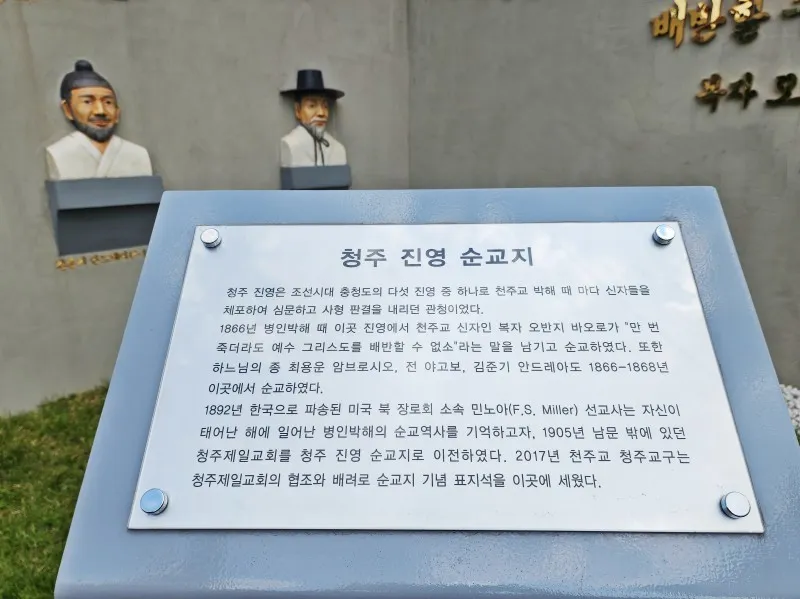 배반할
복자 오
청주 진영 순교지
청주 진영은 조선시대 충청도의 다섯 진영 중 하나로 천주교 박해 때 마다 신자들을
체포하여 심문하고 사형 판결을 내리던 관청이었다.
1866년 병인박해 때 이곳 진영에서 천주교 신자인 복자 오반지 바오로가 "만 번
죽더라도 예수 그리스도를 배반할 수 없소"라는 말을 남기고 순교하였다. 또한
하느님의 종 최용운 암브로시오, 전 야고보, 김준기 안드레아도 1866-1868년
이곳에서 순교하였다.
1892년 한국으로 파송된 미국 북 장로회 소속 민노아(F.S. Miller) 선교사는 자신이
태어난 해에 일어난 병인박해의 순교역사를 기억하고자, 1905년 남문 밖에 있던
청주제일교회를 청주 진영 순교지로 이전하였다. 2017년 천주교 청주교구는
청주제일교회의 협조와 배려로 순교지 기념 표지석을 이곳에 세웠다.